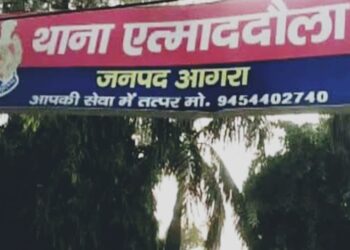 थाना एत्माददौला
जनपद आगरा
आपकी सेवा में तत्पर मो. 9454402740